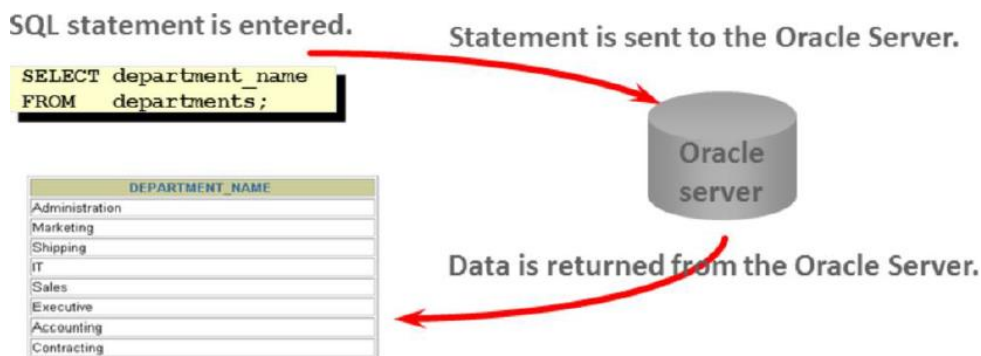 SQL statement is entered.
Statement is sent to the Oracle Server.
SELECT department_name
FROM departments;
Oracle
server
DEPARTMENT_NAME
Administration
Marketing
Shipping
IT
Sales
Executive
Accounting
Contracting
Data is returned from the Oracle Server.